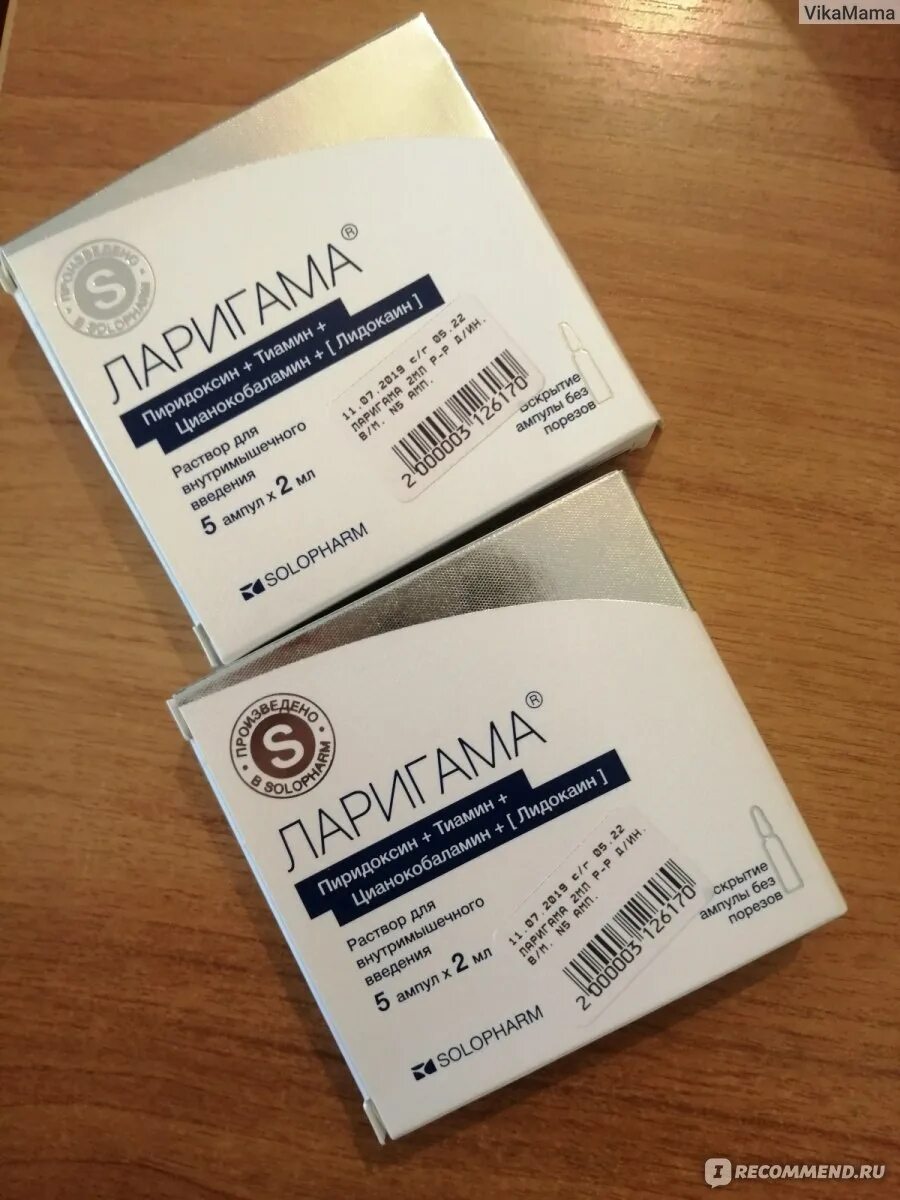 VikaMama
ПРОИЗВЕДЕНО
S
В SOLOPHARM
ЛАРИГАМА®
Пиридоксин + Тиамин +
Цианокобаламин + [ Лидокаин ]
11.07.2019 с/г 05.22
ЛАРИГАМА 2МЛ Р-Р Д/ИН.
В/М. N5 АМП.
2 000003 126170
Раствор для
внутримышечного
введения
5 ампул x 2 мл
Вскрытие
ампулы без
порезов
SOLOPHARM
ПРОИЗВЕДЕНО
S
В SOLOPHARM
ЛАРИГАМА®
Пиридоксин + Тиамин +
Цианокобаламин + [ Лидокаин ]
11.07.2019 с/г 05.22
ЛАРИГАМА 2МЛ Р-Р Д/ИН.
В/М. N5 АМП.
2 000003 126170
Раствор для
внутримышечного
введения
5 ампул x 2 мл
скрытие
ампулы без
порезов
SOLOPHARM
I RECOMMEND.RU